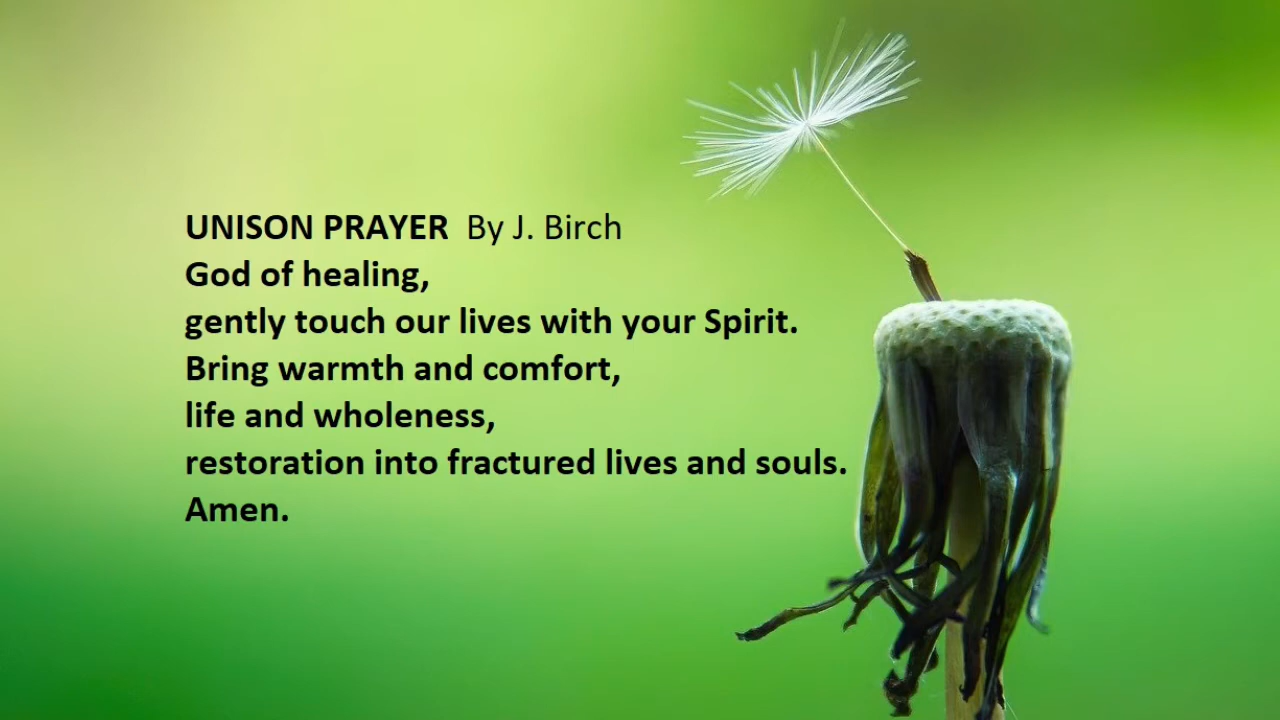 UNISON PRAYER By J. Birch
God of healing,
gently touch our lives with your Spirit.
Bring warmth and comfort,
life and wholeness,
restoration into fractured lives and souls.
Amen.